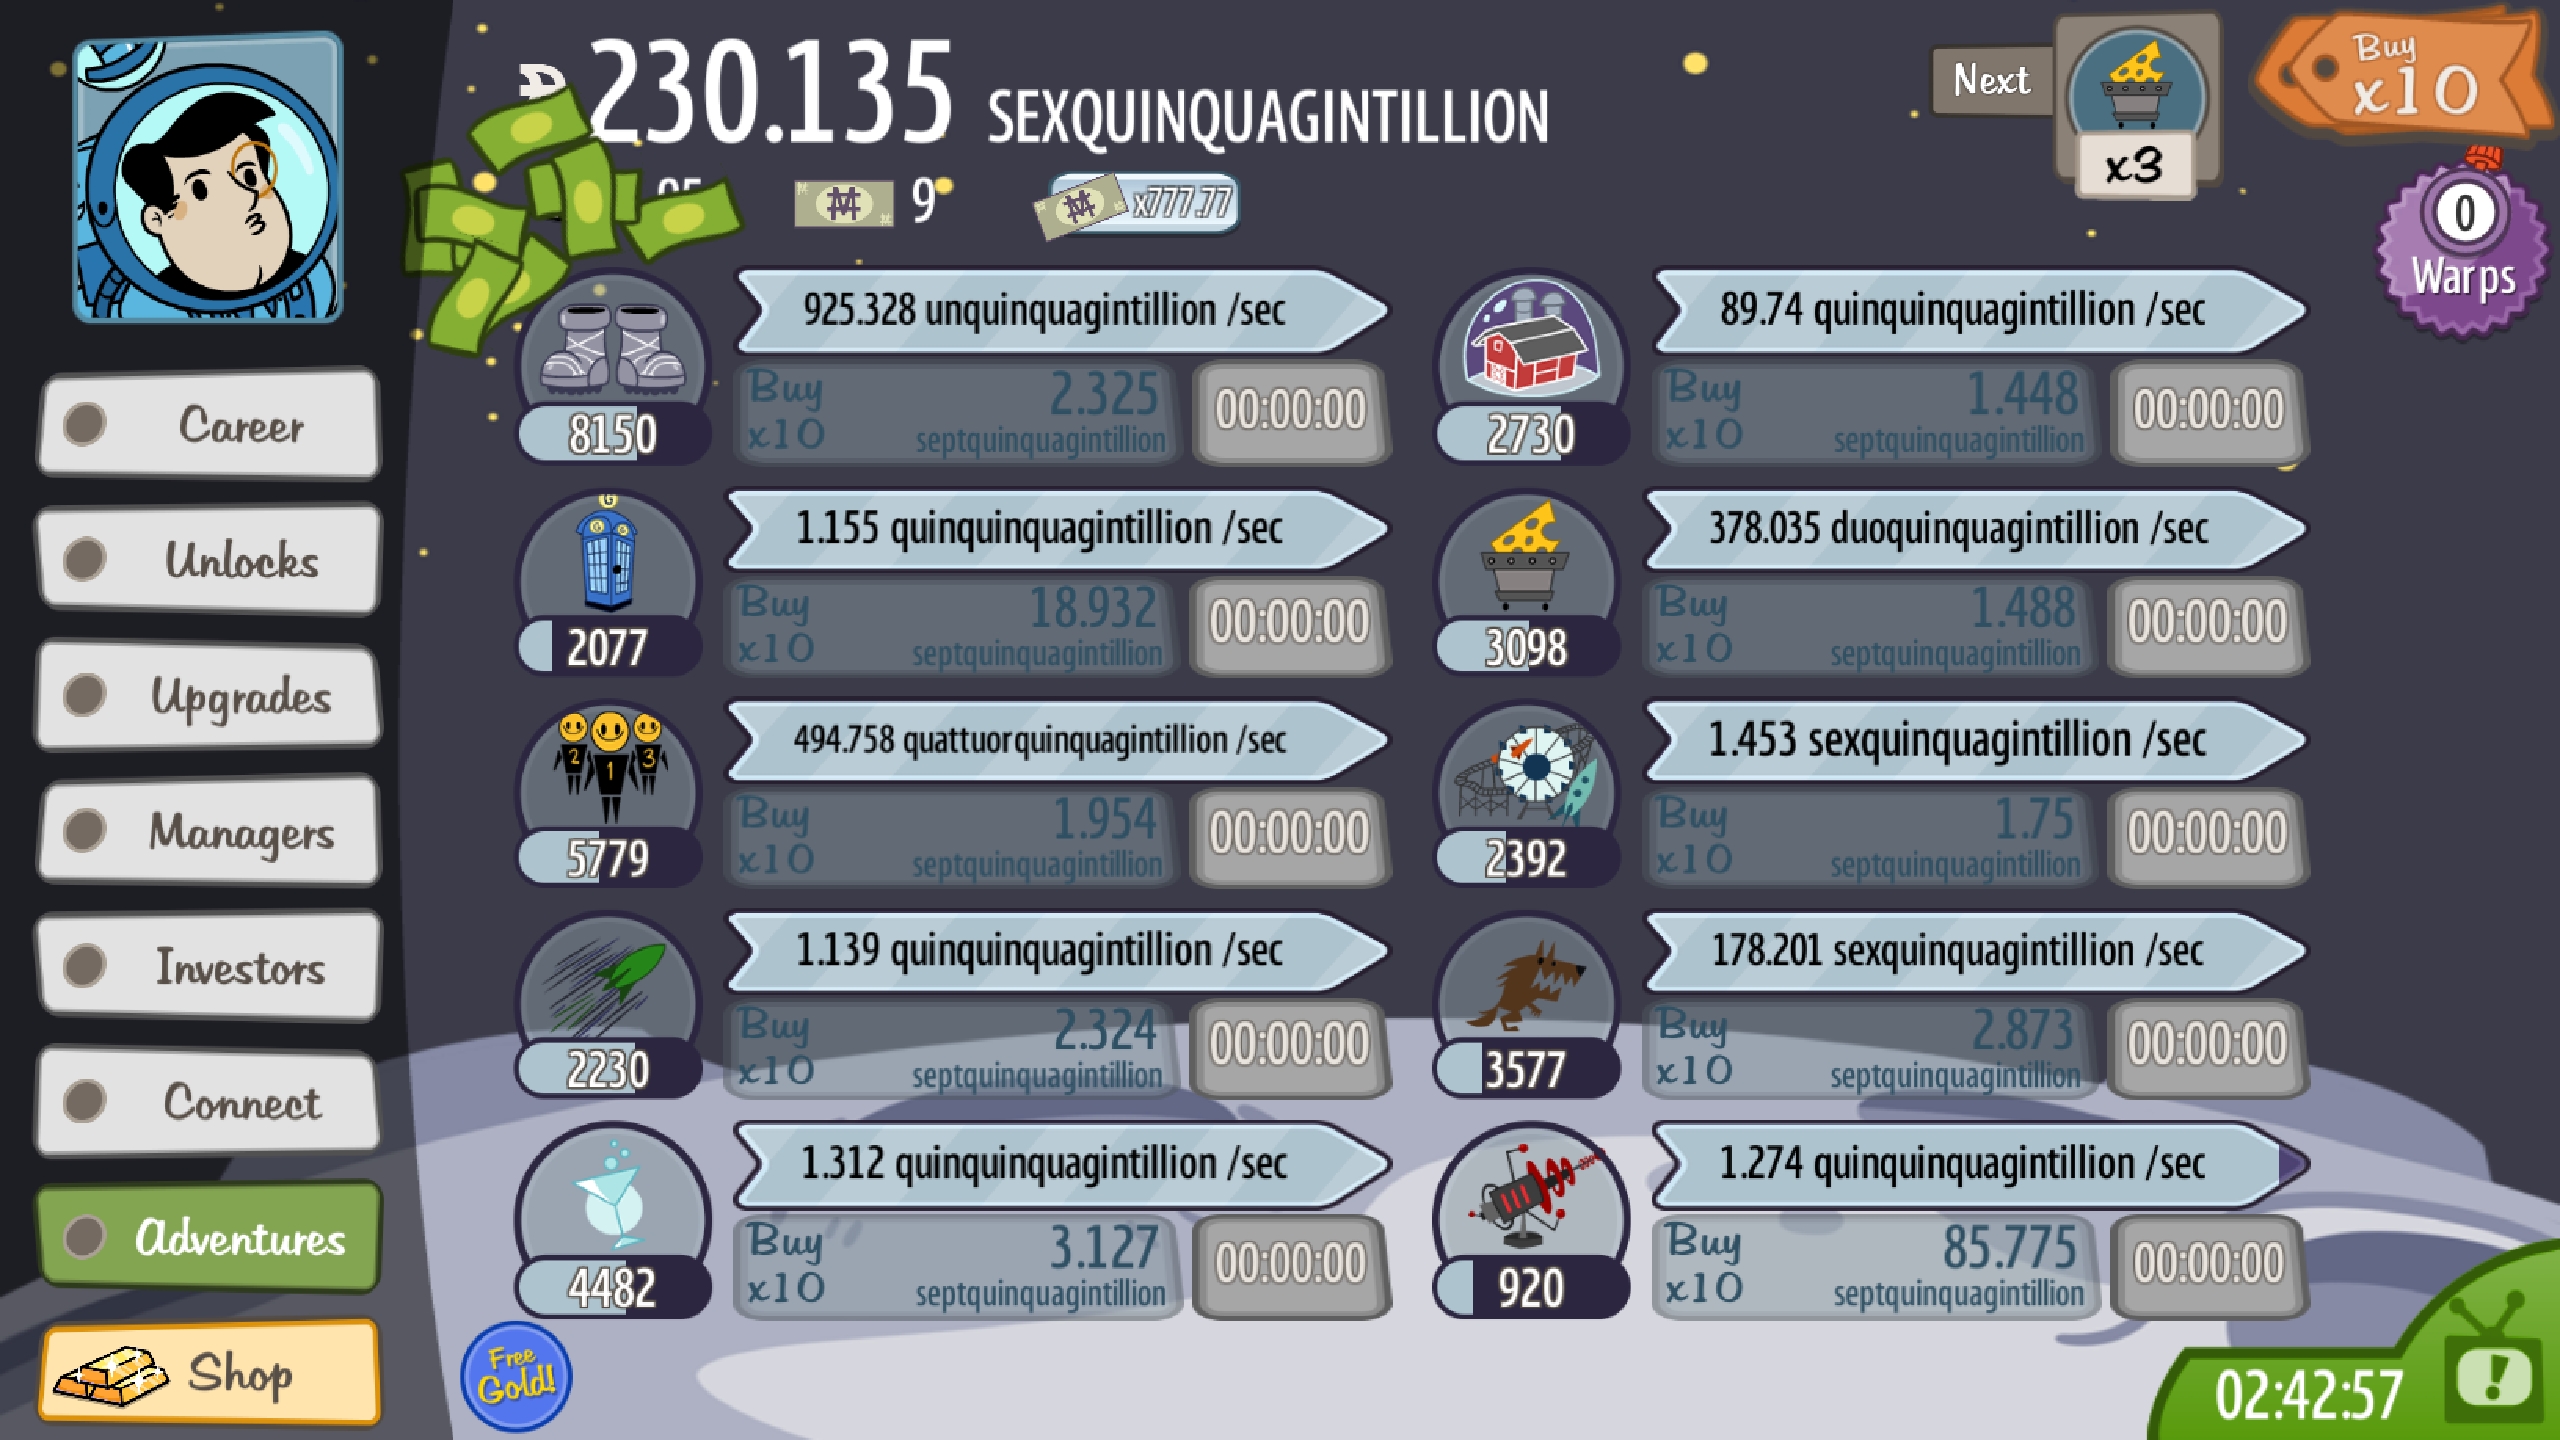 230.135 SEXQUINQUAGINTILLION
9
x777.77
Next
x3
Buy
x10
0
Warps
Career
Unlocks
Upgrades
Managers
Investors
Connect
Adventures
Shop
925.328 unquinquagintillion /sec
Buy
x10
2.325
septquinquagintillion
00:00:00
8150
89.74 quinquinquagintillion /sec
Buy
x10
1.448
septquinquagintillion
00:00:00
2730
G
1.155 quinquinquagintillion /sec
Buy
x10
18.932
septquinquagintillion
00:00:00
2077
378.035 duoquinquagintillion /sec
Buy
x10
1.488
septquinquagintillion
00:00:00
3098
2 1 3
494.758 quattuorquinquagintillion /sec
Buy
x10
1.954
septquinquagintillion
00:00:00
5779
1.453 sexquinquagintillion /sec
Buy
x10
1.75
septquinquagintillion
00:00:00
2392
1.139 quinquinquagintillion /sec
Buy
x10
2.324
septquinquagintillion
00:00:00
2230
178.201 sexquinquagintillion /sec
Buy
x10
2.873
septquinquagintillion
00:00:00
3577
1.312 quinquinquagintillion /sec
Buy
x10
3.127
septquinquagintillion
00:00:00
4482
1.274 quinquinquagintillion /sec
Buy
x10
85.775
septquinquagintillion
00:00:00
920
Free
Gold!
02:42:57
!